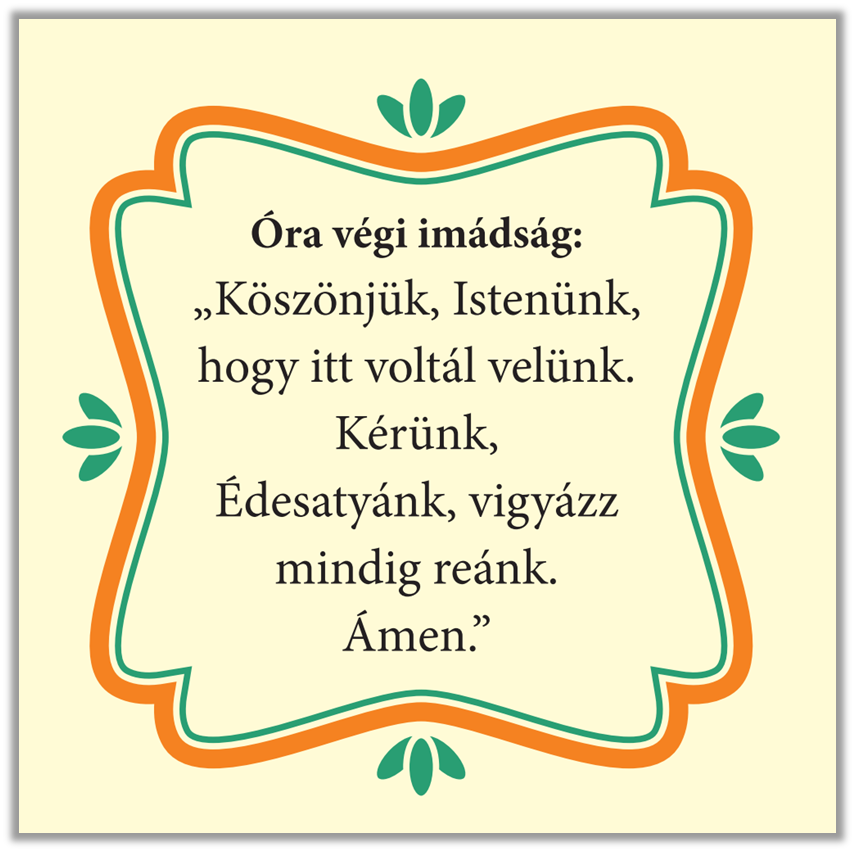 Óra végi imádság:
„Köszönjük, Istenünk,
hogy itt voltál velünk.
Kérünk,
Édesatyánk, vigyázz
mindig reánk.
Ámen.”